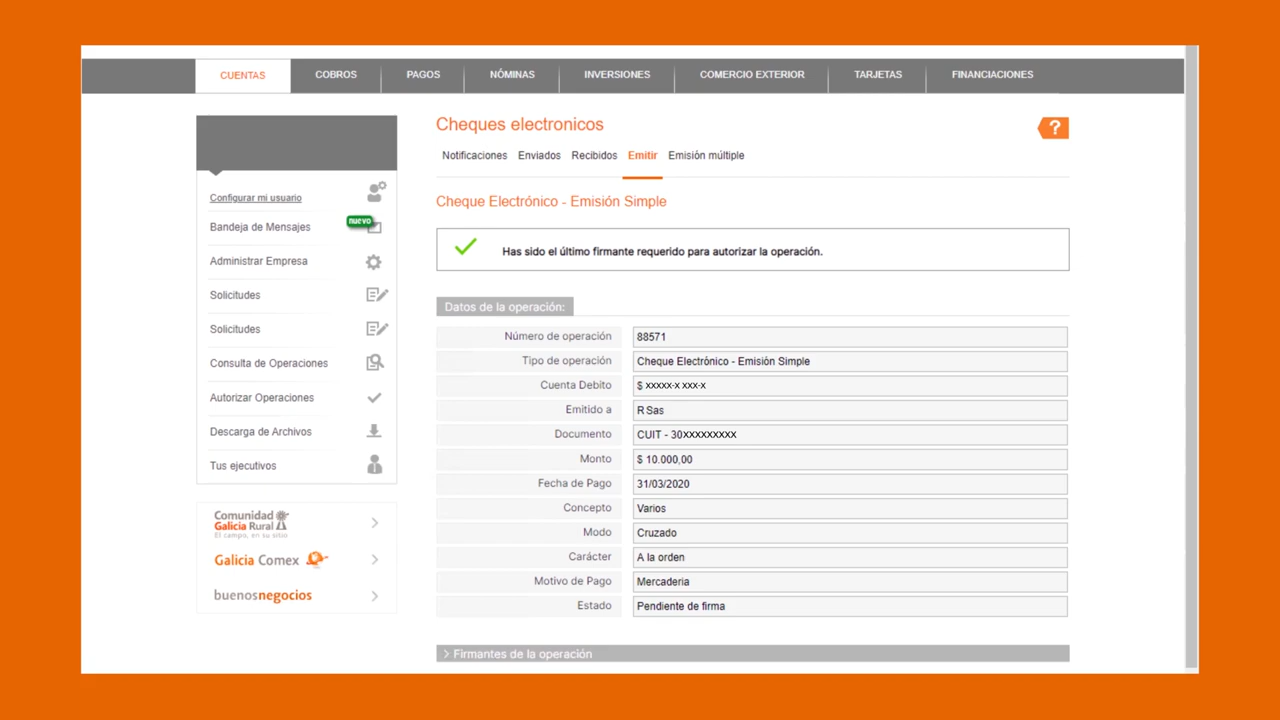 CUENTAS COBROS PAGOS NÓMINAS INVERSIONES COMERCIO EXTERIOR TARJETAS FINANCIACIONES
Configurar mi usuario
Bandeja de Mensajes
nuevo
Administrar Empresa
Solicitudes
Solicitudes
Consulta de Operaciones
Autorizar Operaciones
Descarga de Archivos
Tus ejecutivos
Comunidad
Galicia Rural
El campo, en su sitio
Galicia Comex
buenosnegocios
Cheques electronicos
?
Notificaciones Enviados Recibidos Emitir Emisión múltiple
Cheque Electrónico - Emisión Simple
Has sido el último firmante requerido para autorizar la operación.
Datos de la operación:
Número de operación 88571
Tipo de operación Cheque Electrónico - Emisión Simple
Cuenta Debito $ xxxxx-x xxx-x
Emitido a R Sas
Documento CUIT - 30XXXXXXXXX
Monto $ 10.000,00
Fecha de Pago 31/03/2020
Concepto Varios
Modo Cruzado
Carácter A la orden
Motivo de Pago Mercaderia
Estado Pendiente de firma
> Firmantes de la operación